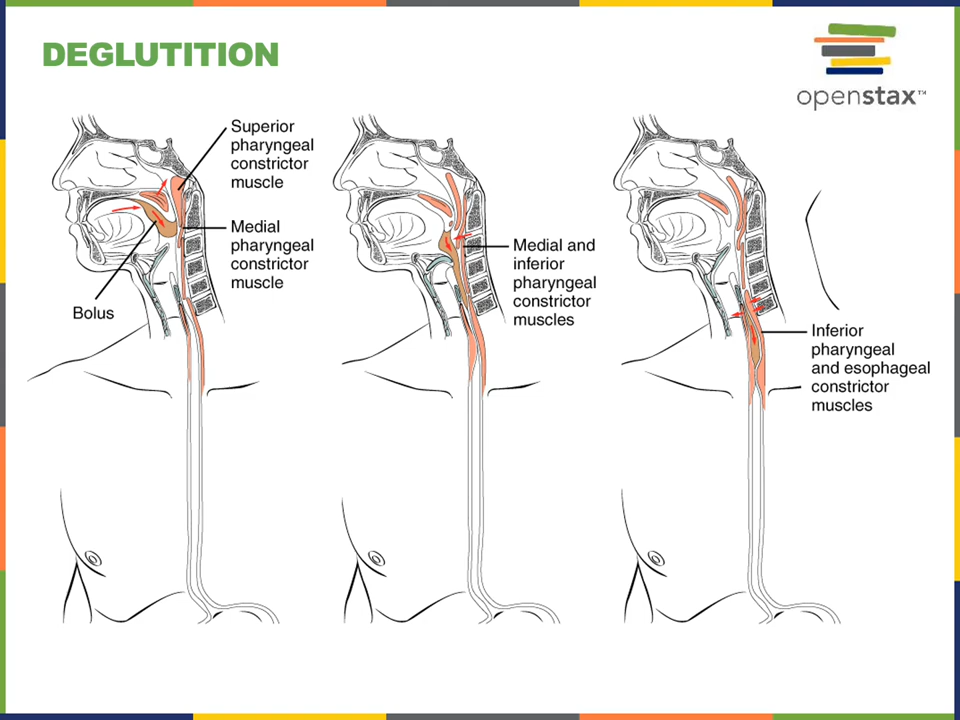 DEGLUTITION
openstax™
Superior
pharyngeal
constrictor
muscle
Medial
pharyngeal
constrictor
muscle
Bolus
Medial and
inferior
pharyngeal
constrictor
muscles
Inferior
pharyngeal
and esophageal
constrictor
muscles